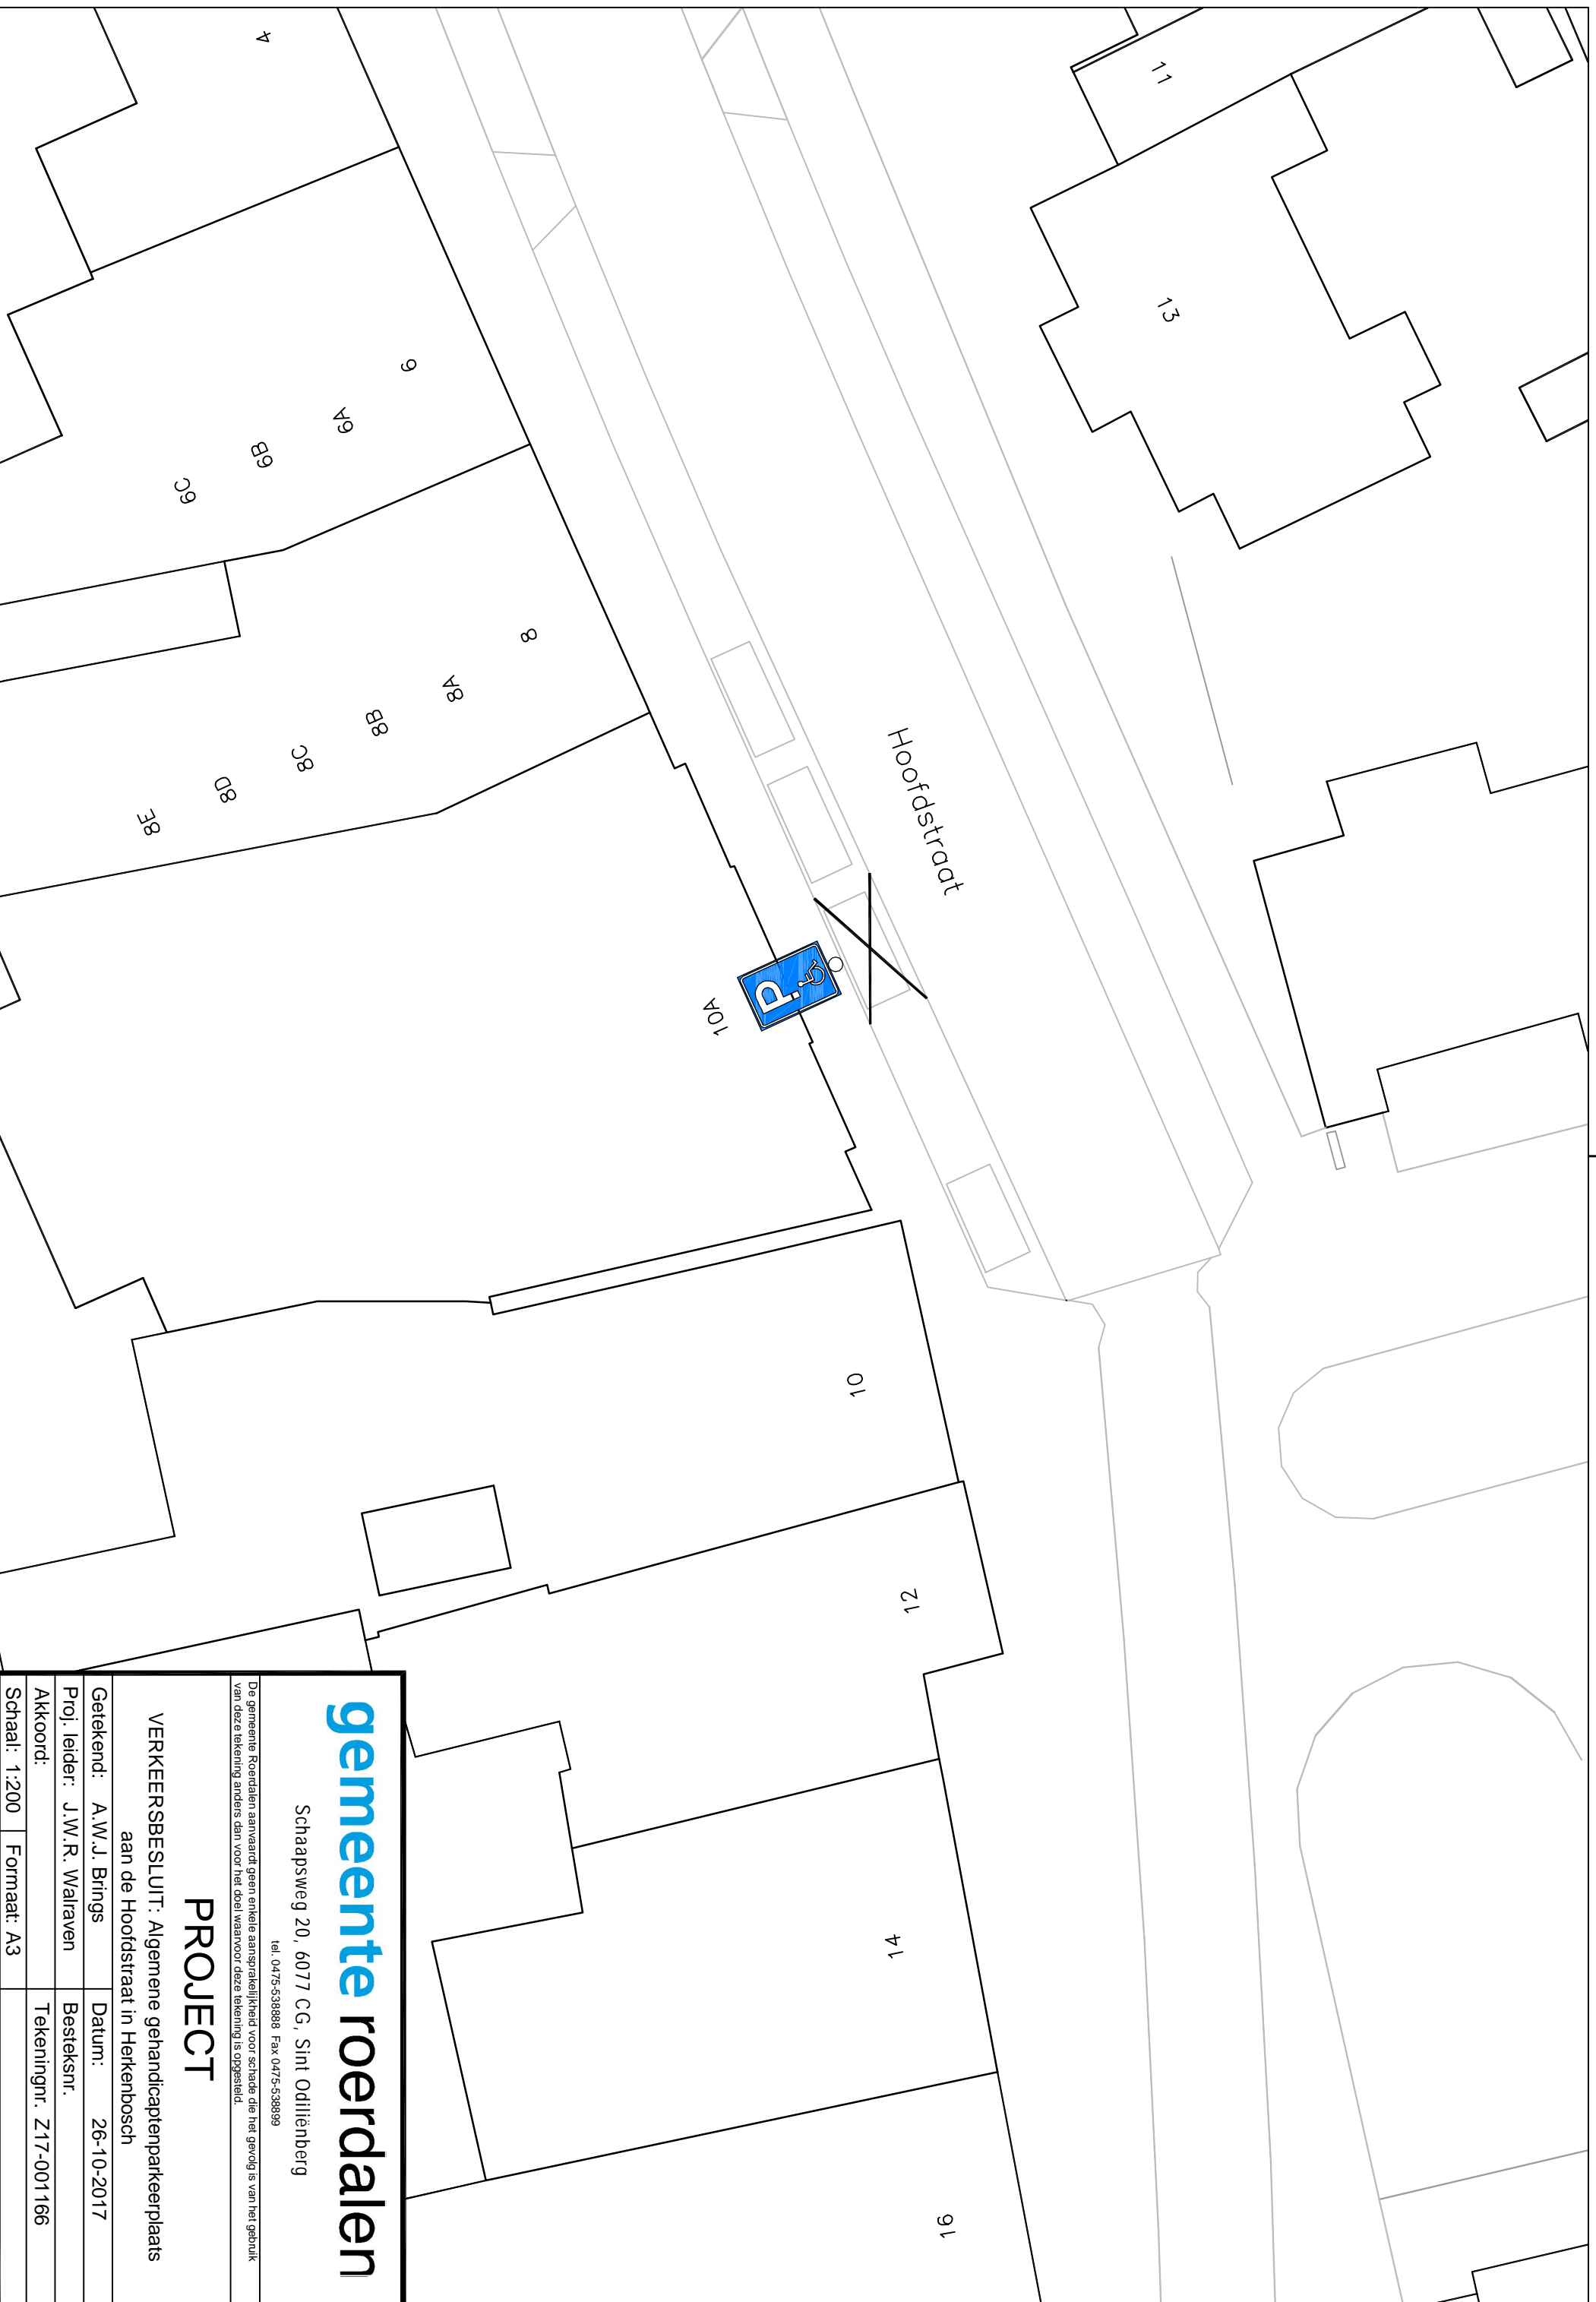 4
11
13
6
6A
6B
6C
8
8A
8B
8C
8D
8E
Hoofdstraat
P
10A
10
12
14
16
gemeente roerdalen
Schaapsweg 20, 6077 CG, Sint Odiliënberg
tel. 0475-538888 Fax 0475-538899
De gemeente Roerdalen aanvaardt geen enkele aansprakelijkheid voor schade die het gevolg is van het gebruik
van deze tekening anders dan voor het doel waarvoor deze tekening is opgesteld.
PROJECT
VERKEERSBESLUIT: Algemene gehandicaptenparkeerplaats
aan de Hoofdstraat in Herkenbosch
Getekend: A.W.J. Brings Datum: 26-10-2017
Proj. leider: J.W.R. Walraven Besteksnr.
Akkoord: Tekeningnr. Z17-001166
Schaal: 1:200 Formaat: A3